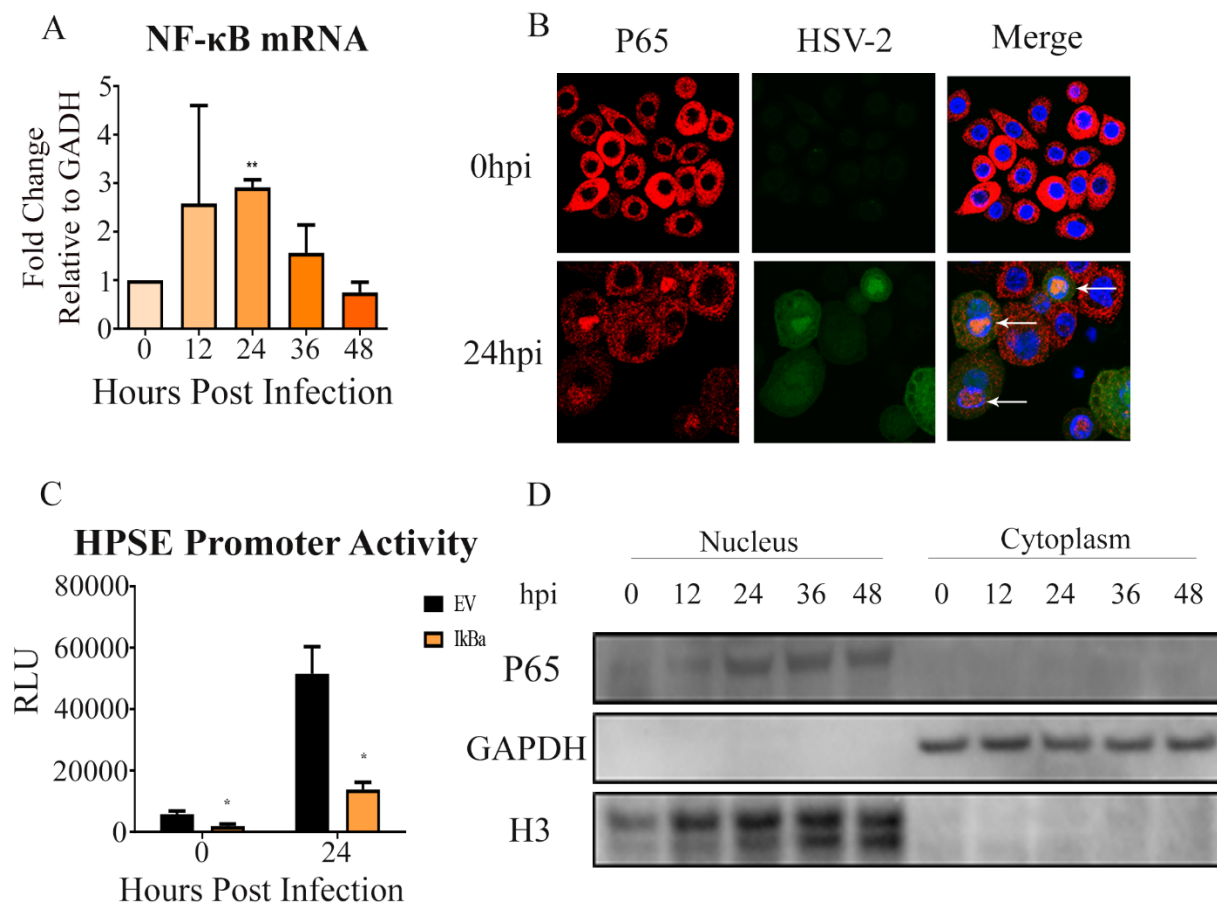 A
NF-κB mRNA
Fold Change
Relative to GADH
5
4
3
2
1
0
**
0 12 24 36 48
Hours Post Infection
B
P65 HSV-2 Merge
0hpi
24hpi
C
HPSE Promoter Activity
RLU
80000
60000
40000
20000
0
EV
IkBa
*
*
0 24
Hours Post Infection
D
Nucleus Cytoplasm
hpi 0 12 24 36 48 0 12 24 36 48
P65
GAPDH
H3